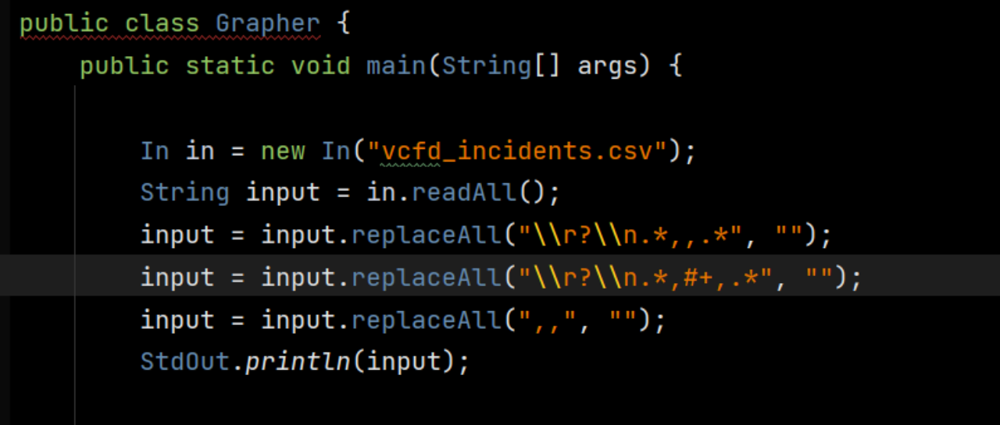 public class Grapher {
public static void main(String[] args) {
In in = new In("vcfd_incidents.csv");
String input = in.readAll();
input = input.replaceAll("\\r?\\n.*,,.*", "");
input = input.replaceAll("\\r?\\n.*,#+,.*", "");
input = input.replaceAll(",,", "");
StdOut.println(input);